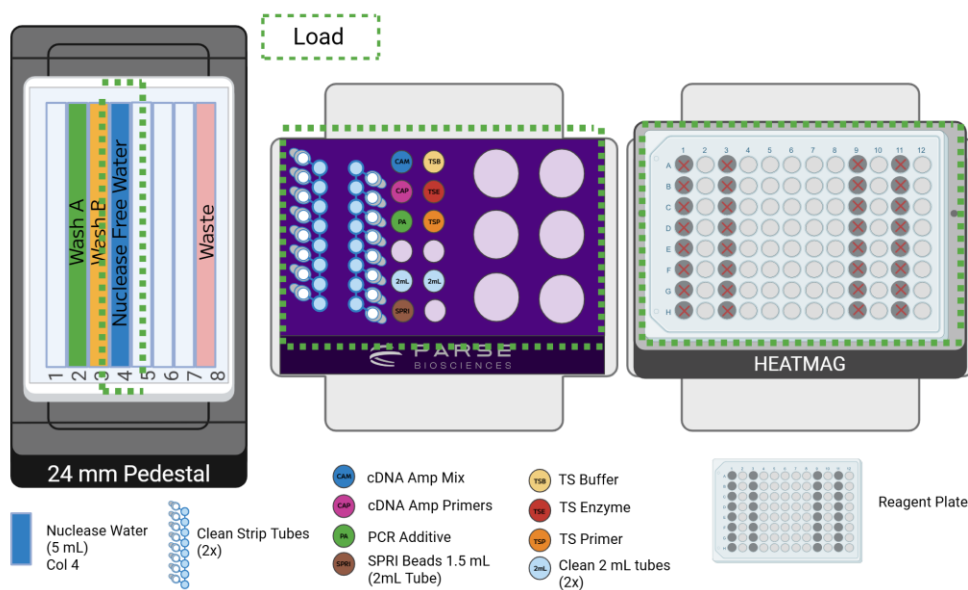 Load
Wash A
Wash B
Nuclease Free Water
Waste
1 2 3 4 5 6 7 8
24 mm Pedestal
CAM TSB
CAP TSE
PA TSP
2mL 2mL
SPRI
PARSE
BIOSCIENCES
1 2 3 4 5 6 7 8 9 10 11 12
A
B
C
D
E
F
G
H
HEATMAG
Nuclease Water
(5 mL)
Col 4
Clean Strip Tubes
(2x)
CAM cDNA Amp Mix
CAP cDNA Amp Primers
PA PCR Additive
SPRI SPRI Beads 1.5 mL
(2mL Tube)
TSB TS Buffer
TSE TS Enzyme
TSP TS Primer
2mL Clean 2 mL tubes
(2x)
Reagent Plate